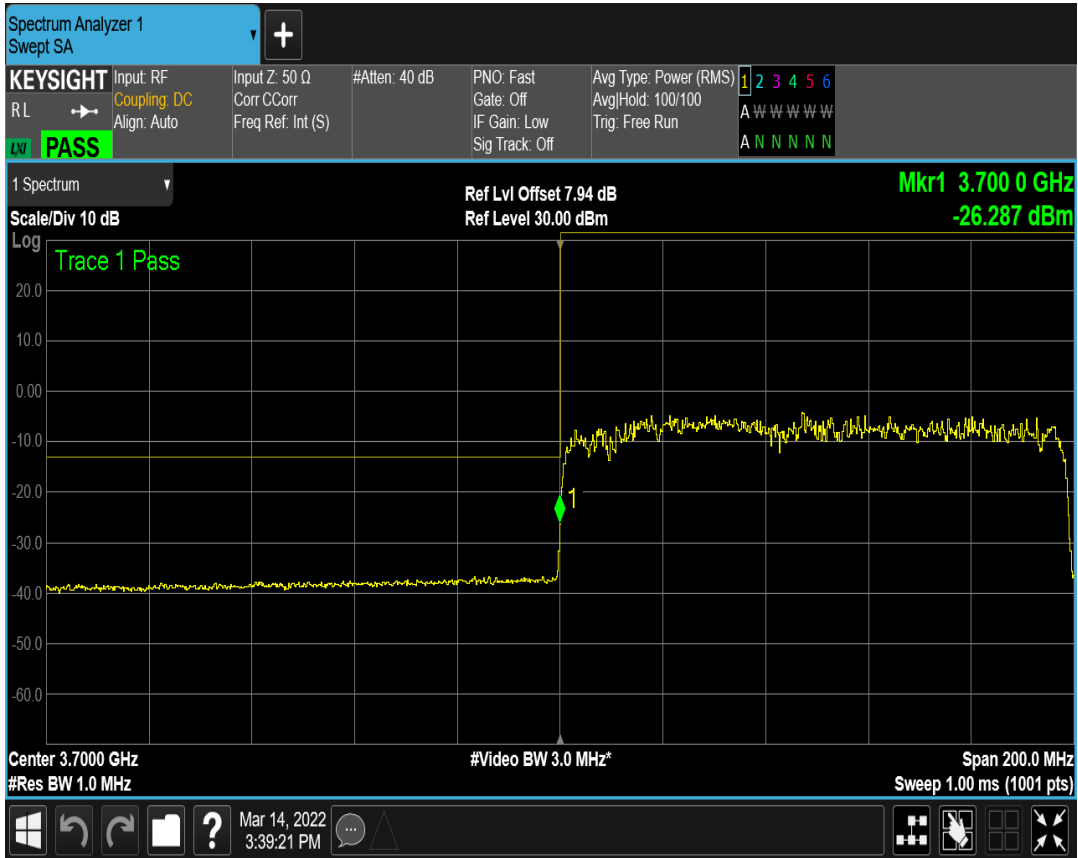 Spectrum Analyzer 1
Swept SA
+
KEYSIGHT
R L
LXI
PASS
Input: RF
Coupling: DC
Align: Auto
Input Z: 50 Ω
Corr CCorr
Freq Ref: Int (S)
#Atten: 40 dB
PNO: Fast
Gate: Off
IF Gain: Low
Sig Track: Off
Avg Type: Power (RMS)
Avg|Hold: 100/100
Trig: Free Run
1 2 3 4 5 6
A W W W W W
A N N N N N
1 Spectrum
Scale/Div 10 dB
Ref Lvl Offset 7.94 dB
Ref Level 30.00 dBm
Mkr1 3.700 0 GHz
-26.287 dBm
Log
Trace 1 Pass
20.0
10.0
0.00
-10.0
-20.0
1
-30.0
-40.0
-50.0
-60.0
Center 3.7000 GHz
#Res BW 1.0 MHz
#Video BW 3.0 MHz*
Span 200.0 MHz
Sweep 1.00 ms (1001 pts)
?
Mar 14, 2022
3:39:21 PM